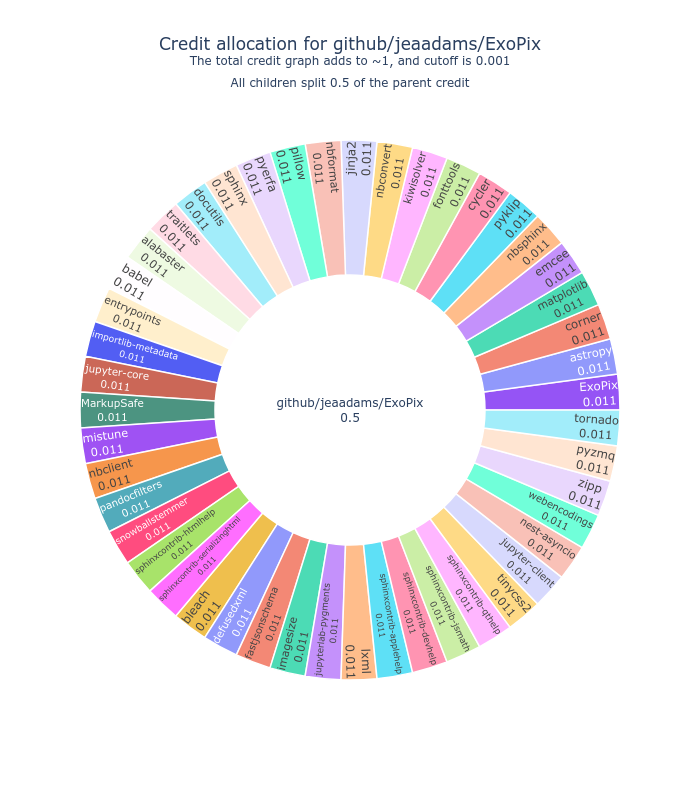 Credit allocation for github/jeaadams/ExoPix
The total credit graph adds to ~1, and cutoff is 0.001
All children split 0.5 of the parent credit
github/jeaadams/ExoPix
0.5
ExoPix
0.011
astropy
0.011
corner
0.011
matplotlib
0.011
emcee
0.011
nbsphinx
0.011
pyklip
0.011
cycler
0.011
fonttools
0.011
kiwisolver
0.011
nbconvert
0.011
jinja2
0.011
nbformat
0.011
pillow
0.011
pyerfa
0.011
sphinx
0.011
docutils
0.011
traitlets
0.011
alabaster
0.011
babel
0.011
entrypoints
0.011
importlib-metadata
0.011
jupyter-core
0.011
MarkupSafe
0.011
mistune
0.011
nbclient
0.011
pandocfilters
0.011
snowballstemmer
0.011
sphinxcontrib-htmlhelp
0.011
sphinxcontrib-serializinghtml
0.011
bleach
0.011
defusedxml
0.011
fastjsonschema
0.011
imagesize
0.011
jupyterlab-pygments
0.011
lxml
0.011
sphinxcontrib-applehelp
0.011
sphinxcontrib-devhelp
0.011
sphinxcontrib-jsmath
0.011
sphinxcontrib-qthelp
0.011
tinycss2
0.011
jupyter-client
0.011
nest-asyncio
0.011
webencodings
0.011
zipp
0.011
pyzmq
0.011
tornado
0.011